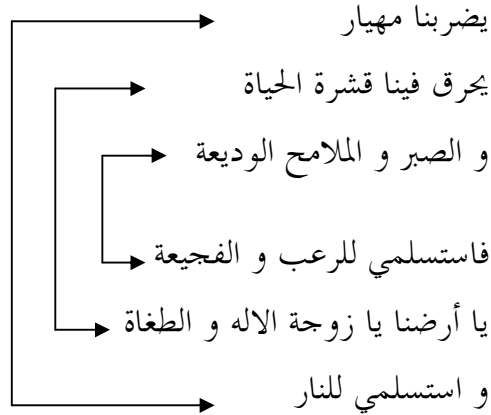 يضربنا مهيار
يحرق فينا قشرة الحياة
و الصبر و الملامح الوديعة
فاستسلمي للرعب و الفجيعة
يا أرضنا يا زوجة الاله و الطغاة
و استسلمي للنار